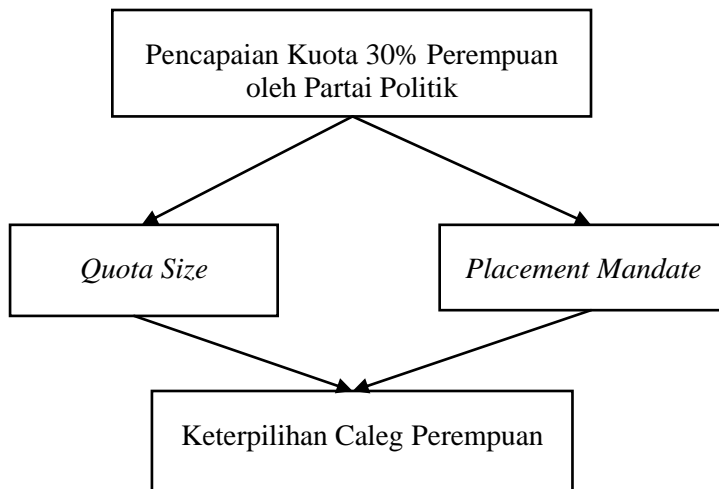 Pencapaian Kuota 30% Perempuan
oleh Partai Politik
Quota Size
Placement Mandate
Keterpilihan Caleg Perempuan